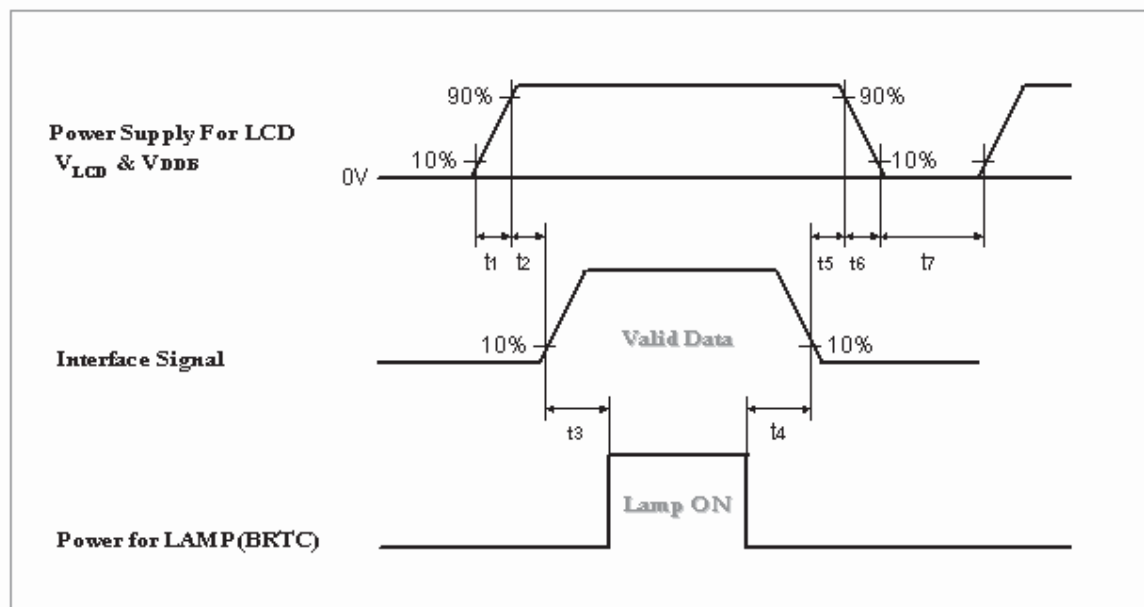 90%
90%
Power Supply For LCD
VLCD & VDDB
10%
10%
0V
t1
t2
t5
t6
t7
Valid Data
10%
10%
Interface Signal
t3
t4
Lamp ON
Power for LAMP(BRTC)